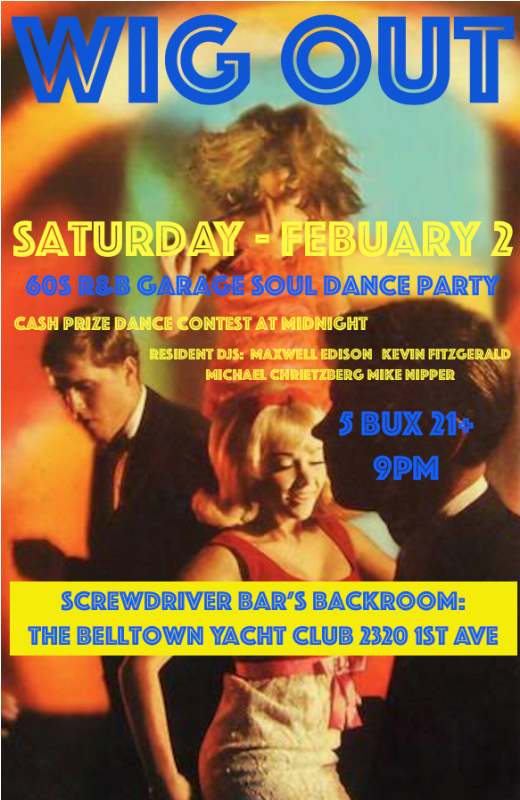 WIG OUT
SATURDAY - FEBUARY 2
60S R&B GARAGE SOUL DANCE PARTY
CASH PRIZE DANCE CONTEST AT MIDNIGHT
RESIDENT DJS: MAXWELL EDISON KEVIN FITZGERALD
MICHAEL CHRIETZBERG MIKE NIPPER
5 BUX 21+
9PM
SCREWDRIVER BAR'S BACKROOM:
THE BELLTOWN YACHT CLUB 2320 1ST AVE